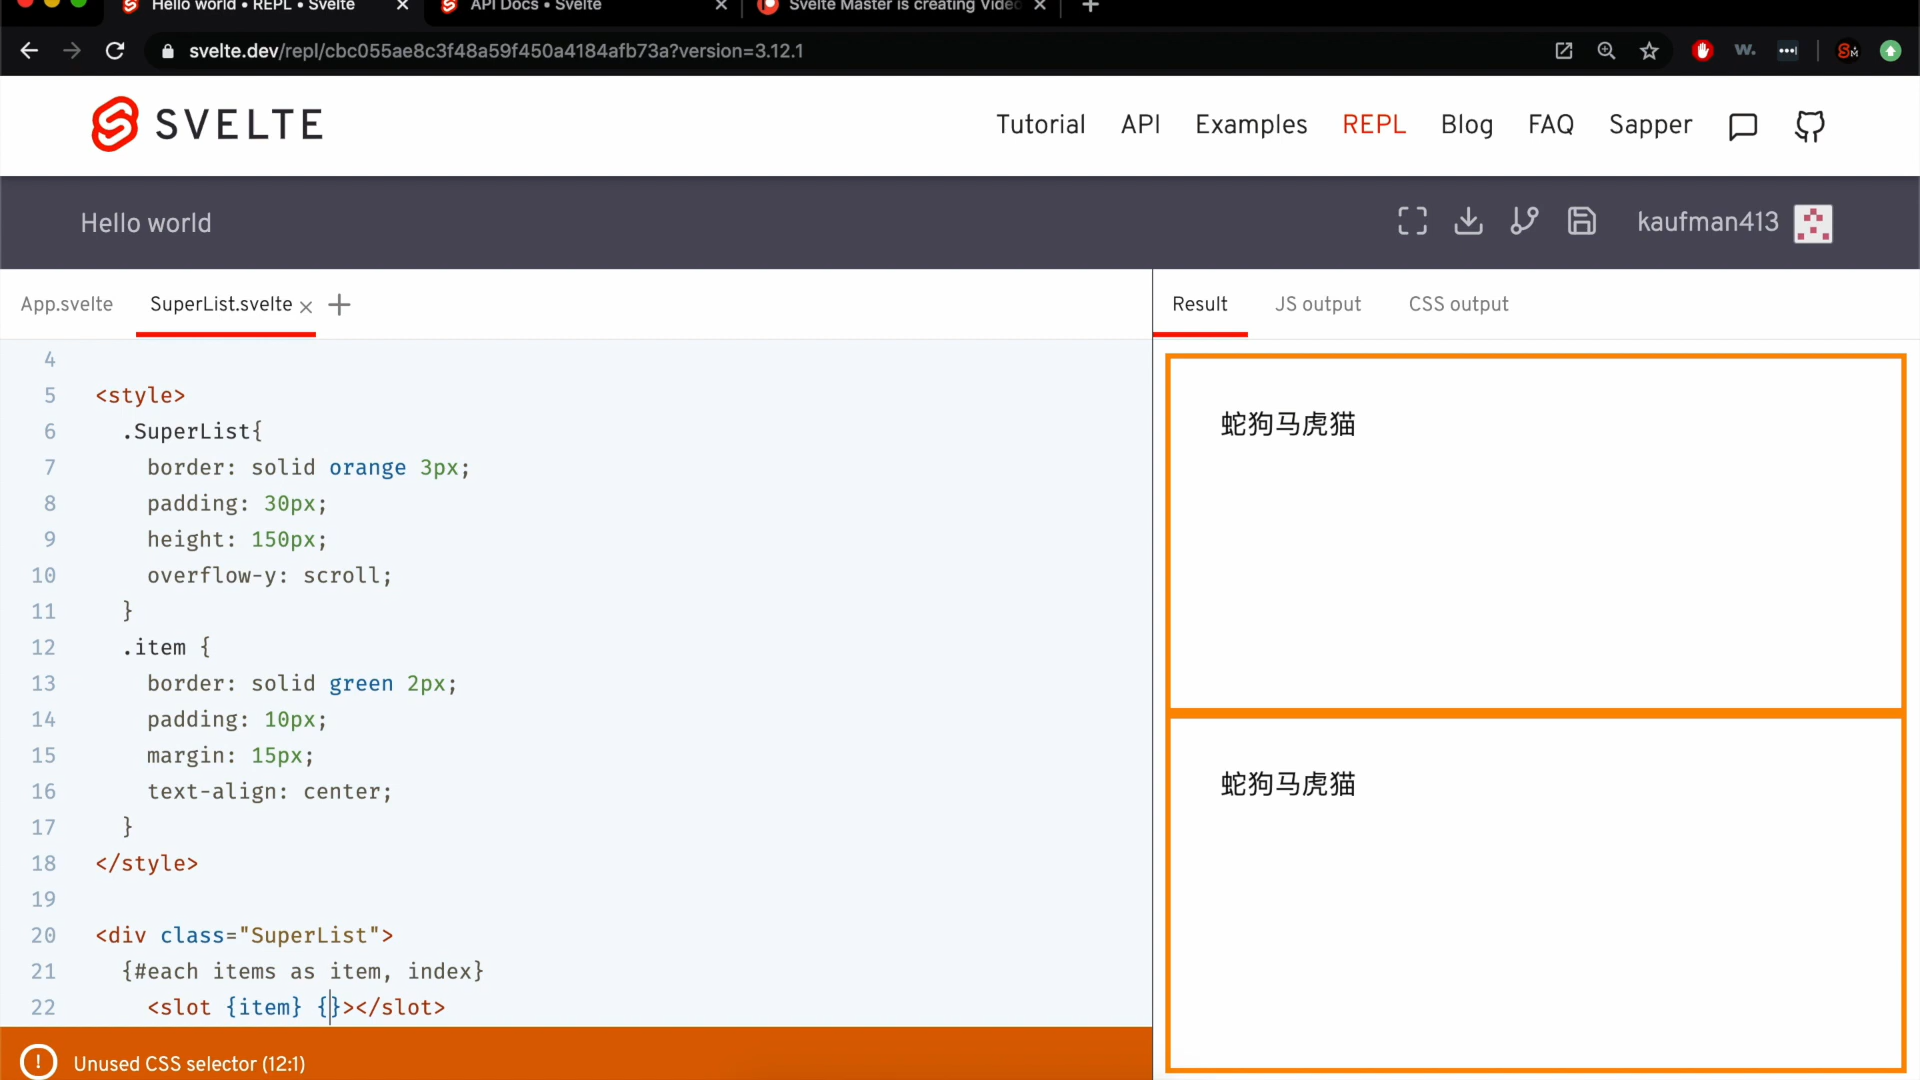 Hello world • REPL • Svelte
API Docs • Svelte
Svelte Master is creating Video
svelte.dev/repl/cbc055ae8c3f48a59f450a4184afb73a?version=3.12.1
SVELTE
Tutorial API Examples REPL Blog FAQ Sapper
Hello world
kaufman413
App.svelte
SuperList.svelte
Result
JS output
CSS output
4
5 <style>
6 .SuperList{
7 border: solid orange 3px;
8 padding: 30px;
9 height: 150px;
10 overflow-y: scroll;
11 }
12 .item {
13 border: solid green 2px;
14 padding: 10px;
15 margin: 15px;
16 text-align: center;
17 }
18 </style>
19
20 <div class="SuperList">
21 {#each items as item, index}
22 <slot {item} {}></slot>
Unused CSS selector (12:1)
蛇狗马虎猫
蛇狗马虎猫